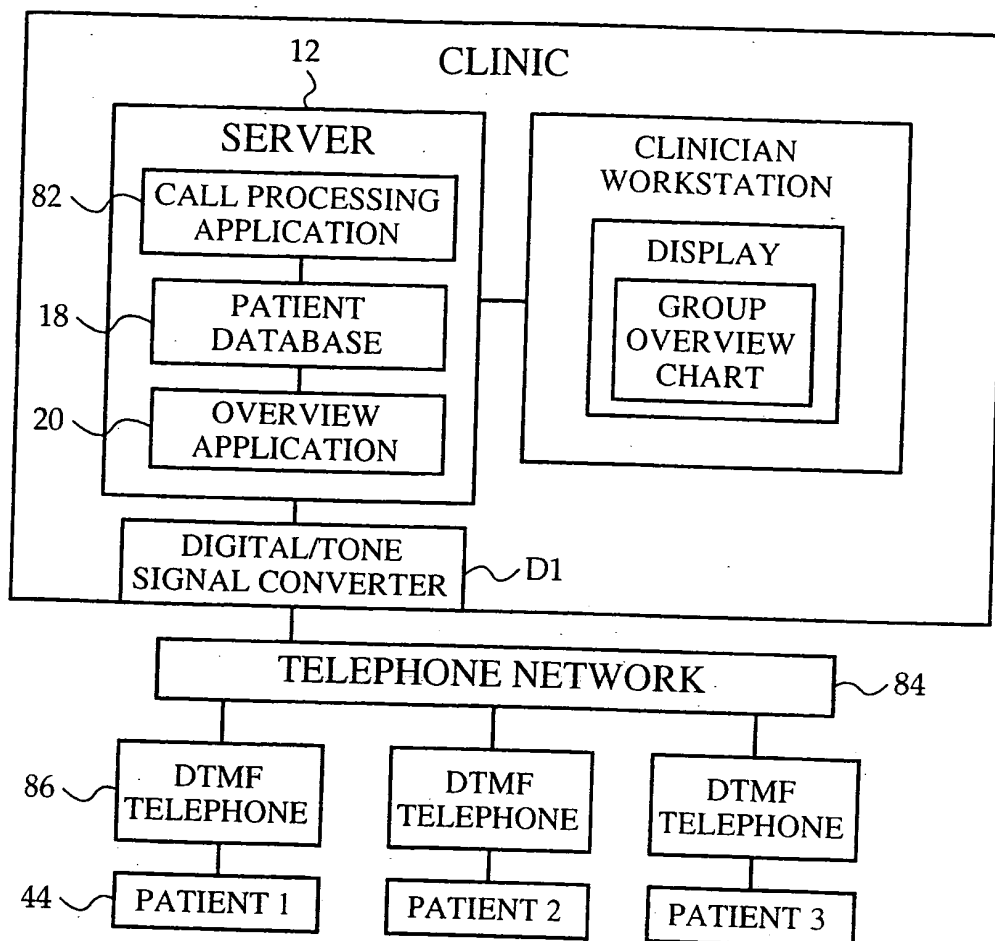 CLINIC
12
SERVER
82
CALL PROCESSING
APPLICATION
18
PATIENT
DATABASE
20
OVERVIEW
APPLICATION
CLINICIAN
WORKSTATION
DISPLAY
GROUP
OVERVIEW
CHART
DIGITAL/TONE
SIGNAL CONVERTER
D1
TELEPHONE NETWORK
84
86
DTMF
TELEPHONE
DTMF
TELEPHONE
DTMF
TELEPHONE
44
PATIENT 1
PATIENT 2
PATIENT 3